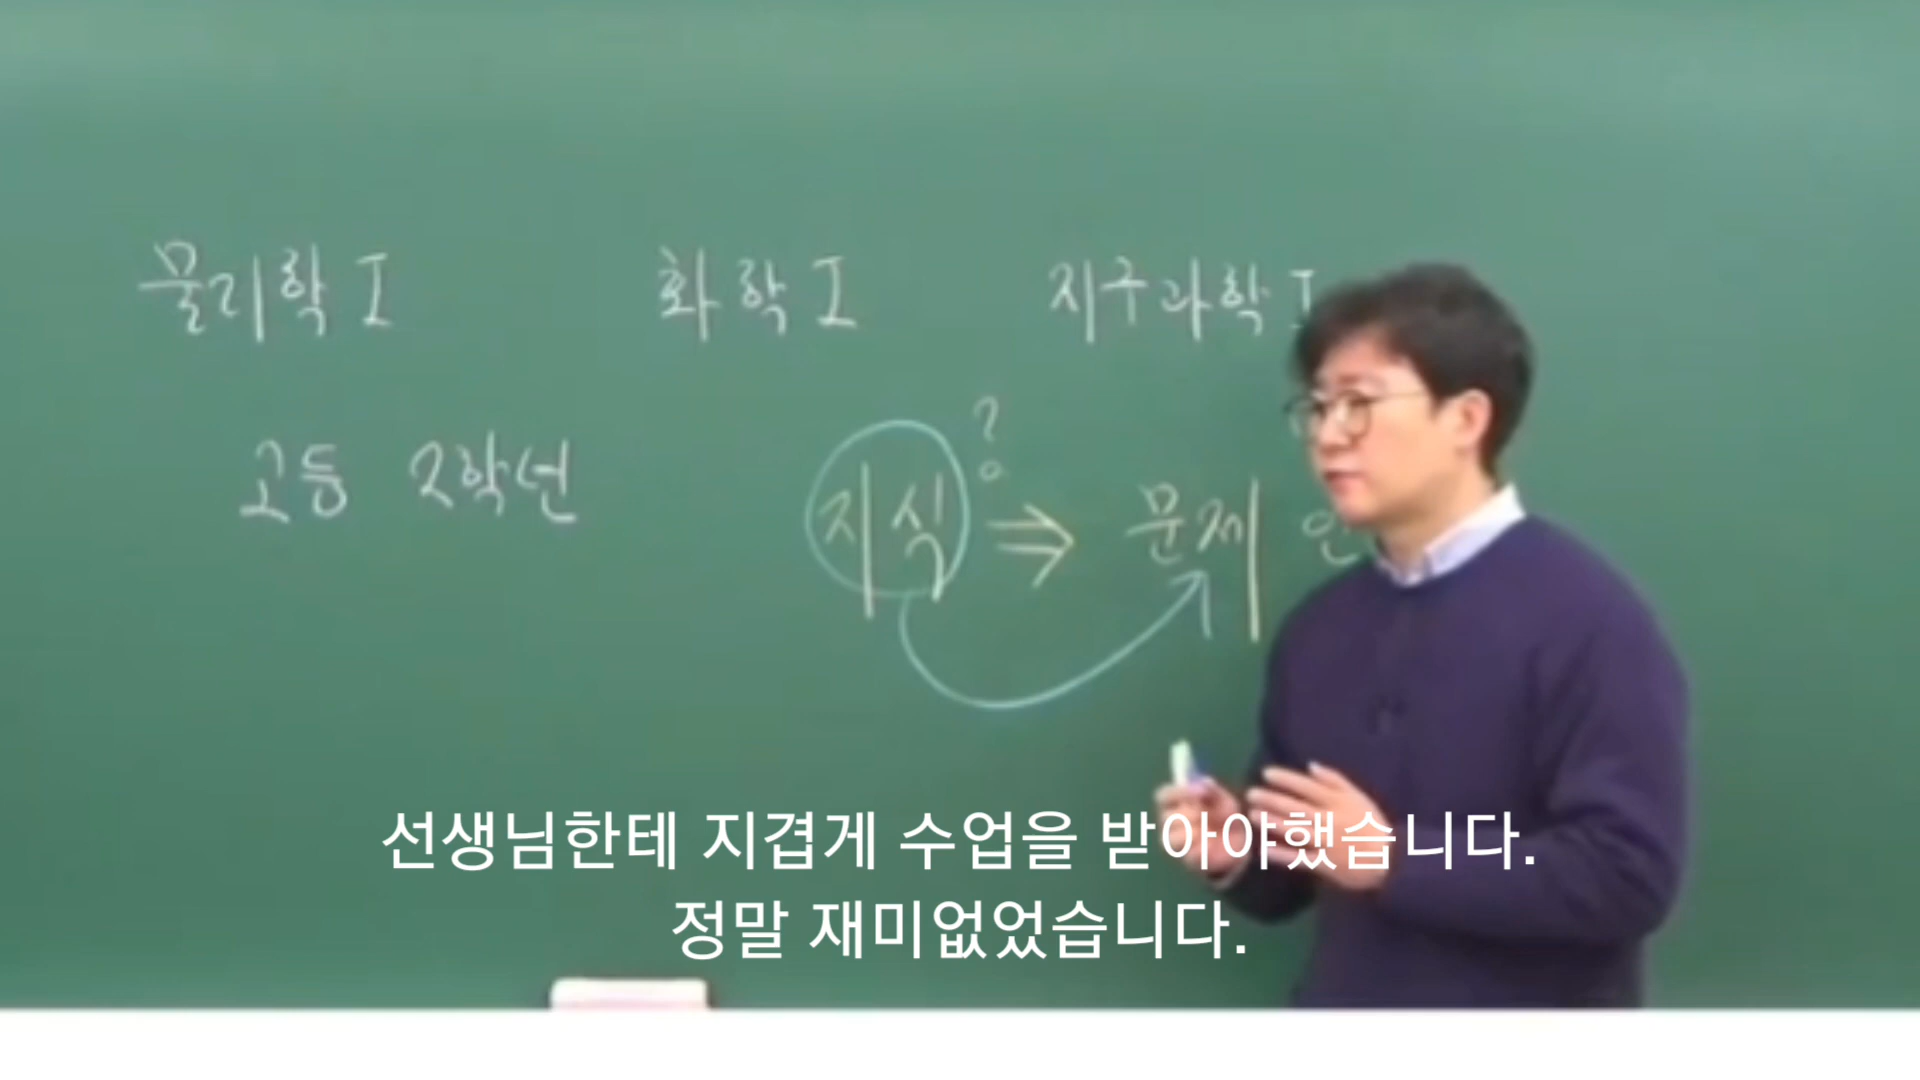 물리학 I 화학 I 지구과학 I
고등 2학년
?
지식 ⇒ 문제
선생님한테 지겹게 수업을 받아야했습니다.
정말 재미없었습니다.